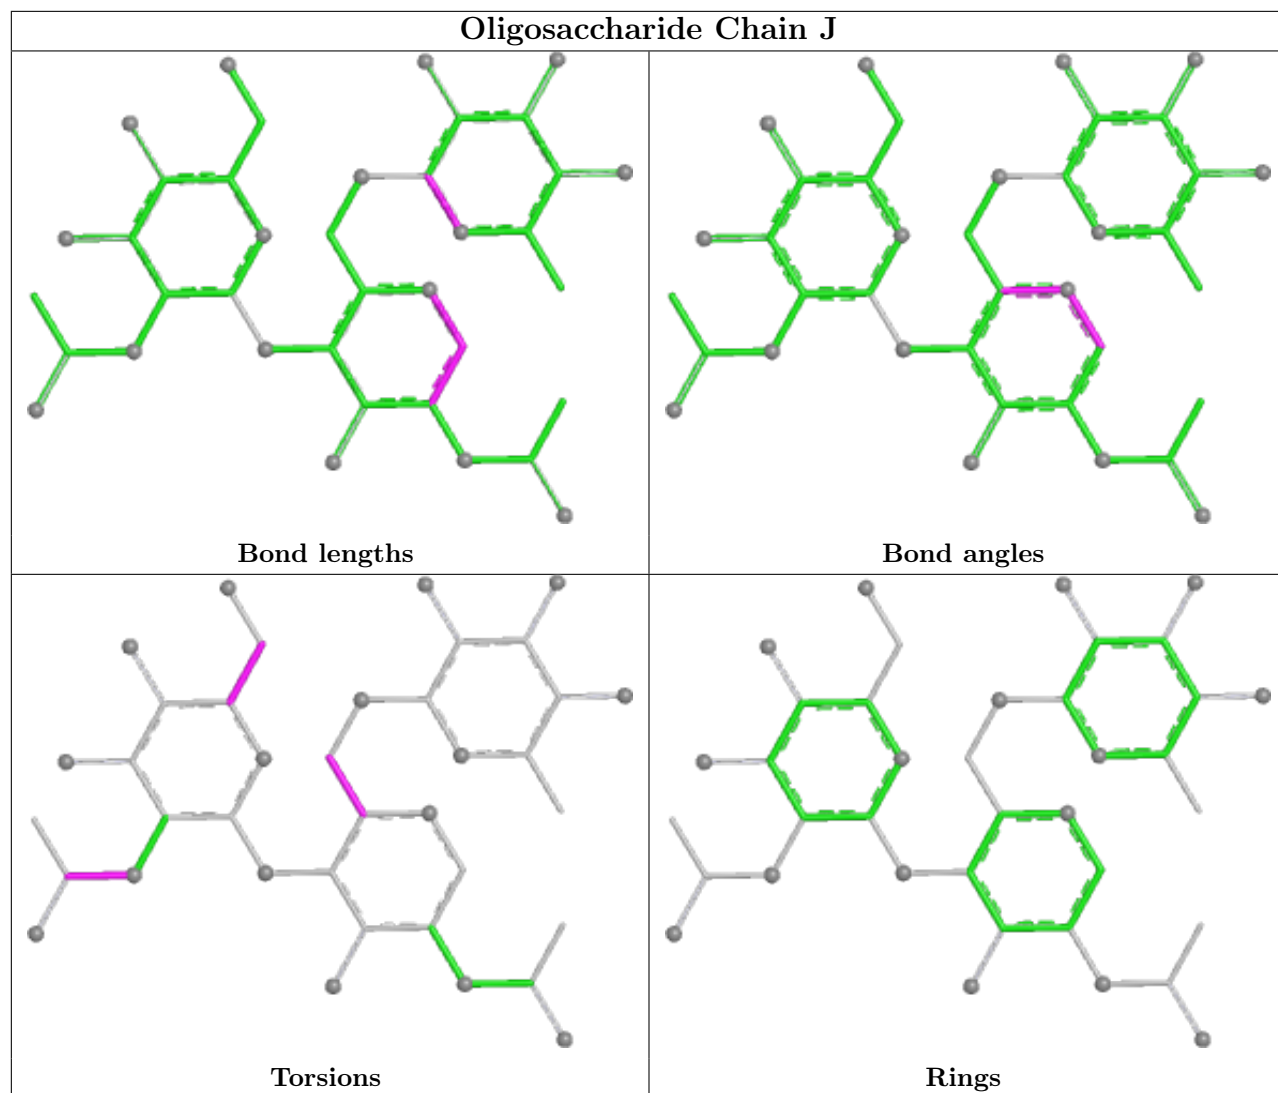 Oligosaccharide Chain J
Bond lengths
Bond angles
Torsions
Rings